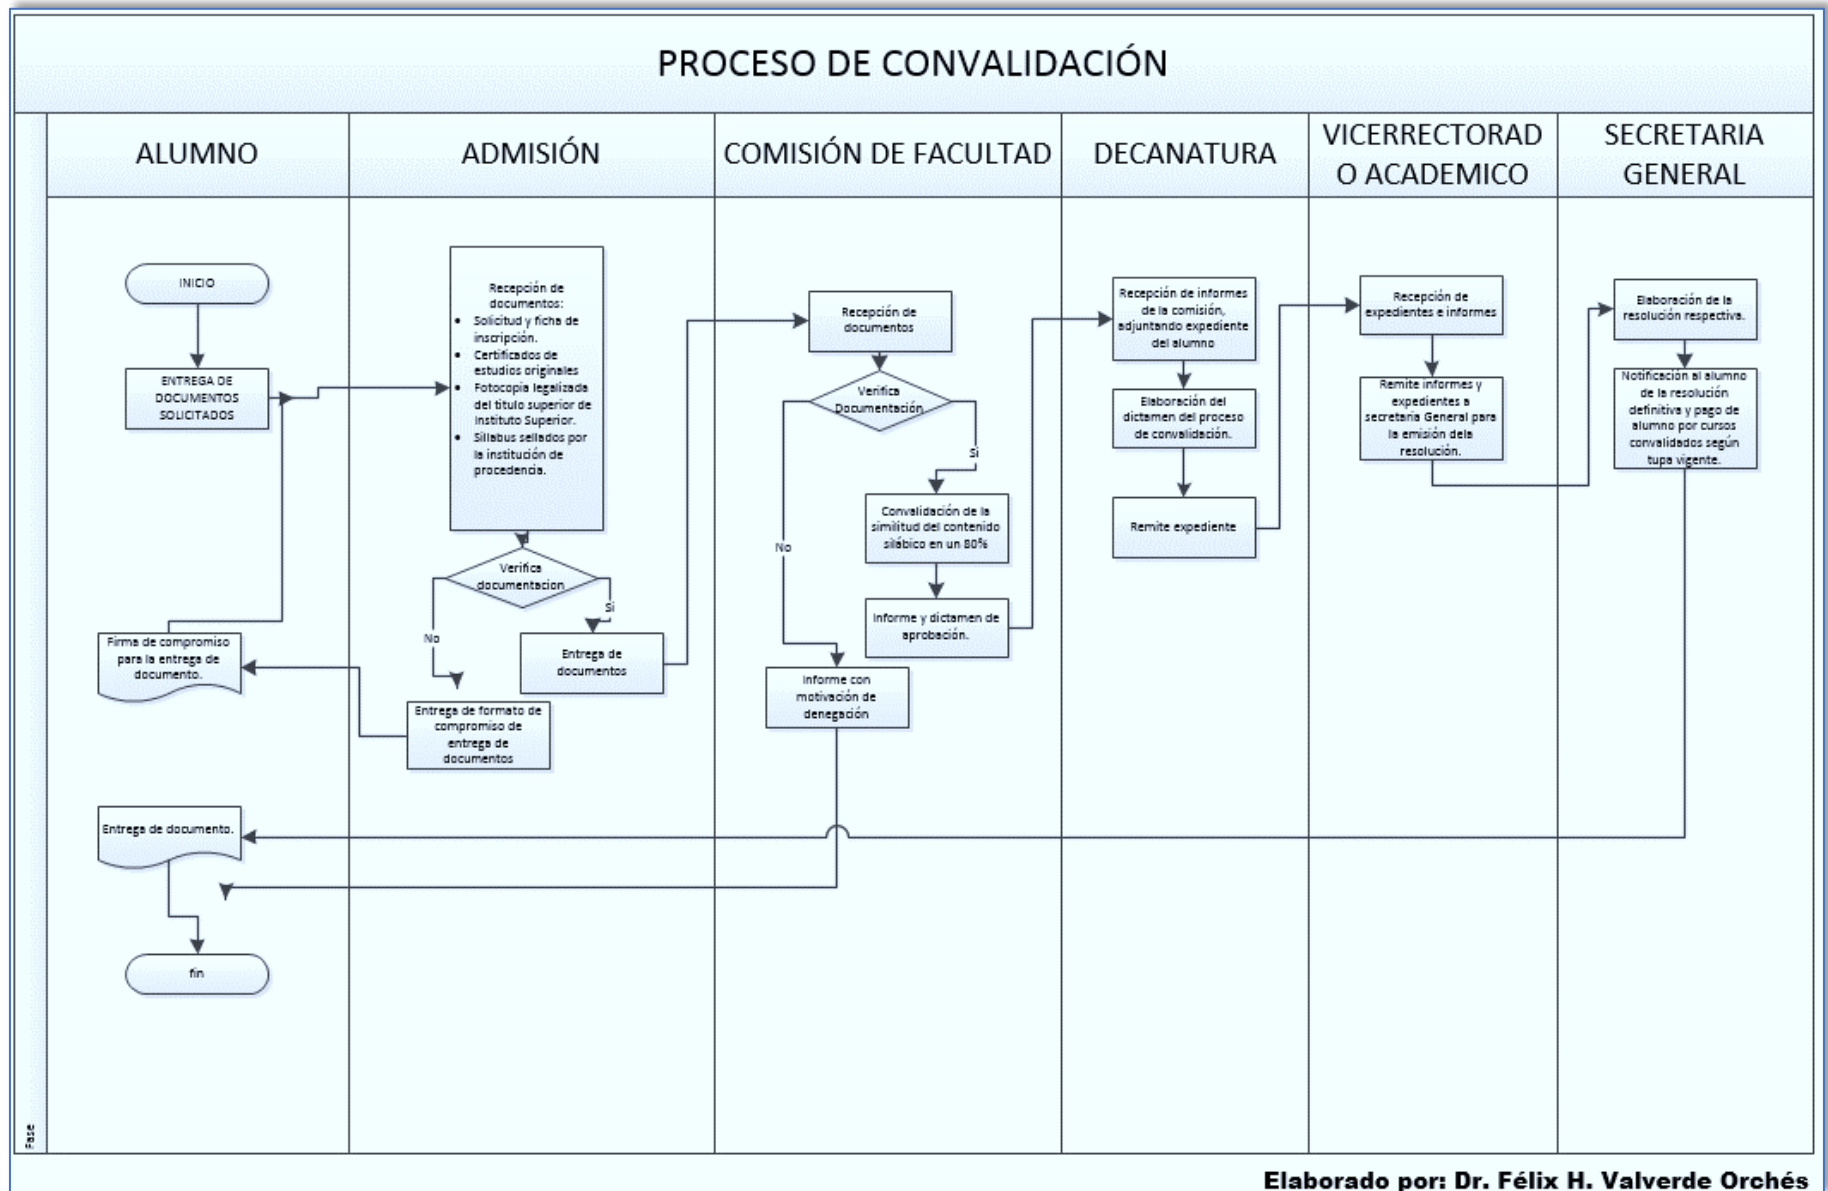 PROCESO DE CONVALIDACIÓN
ALUMNO
ADMISIÓN
COMISIÓN DE FACULTAD
DECANATURA
VICERRECTORAD
O ACADEMICO
SECRETARIA
GENERAL
INICIO
ENTREGA DE
DOCUMENTOS
SOLICITADOS
Firma de compromiso
para la entrega de
documento.
Entrega de documento.
fin
Recepción de
documentos:
• Solicitud y ficha de
inscripción.
• Certificados de
estudios originales
• Fotocopia legalizada
del titulo superior de
Instituto Superior.
• Sillabus sellados por
la institución de
procedencia.
Verifica
documentacion
No
Si
Entrega de
documentos
Entrega de formato de
compromiso de
entrega de
documentos
Recepción de
documentos
Verifica
Documentación
Si
No
Convalidación de la
similitud del contenido
silábico en un 80%
Informe y dictamen de
aprobación.
Informe con
motivación de
denegación
Recepción de informes
de la comisión,
adjuntando expediente
del alumno
Elaboración del
dictamen del proceso
de convalidación.
Remite expediente
Recepción de
expedientes e informes
Remite informes y
expedientes a
secretaria General para
la emisión dela
resolución.
Elaboración de la
resolución respectiva.
Notificación al alumno
de la resolución
definitiva y pago de
alumno por cursos
convalidados según
tupa vigente.
Fase
Elaborado por: Dr. Félix H. Valverde Orchés